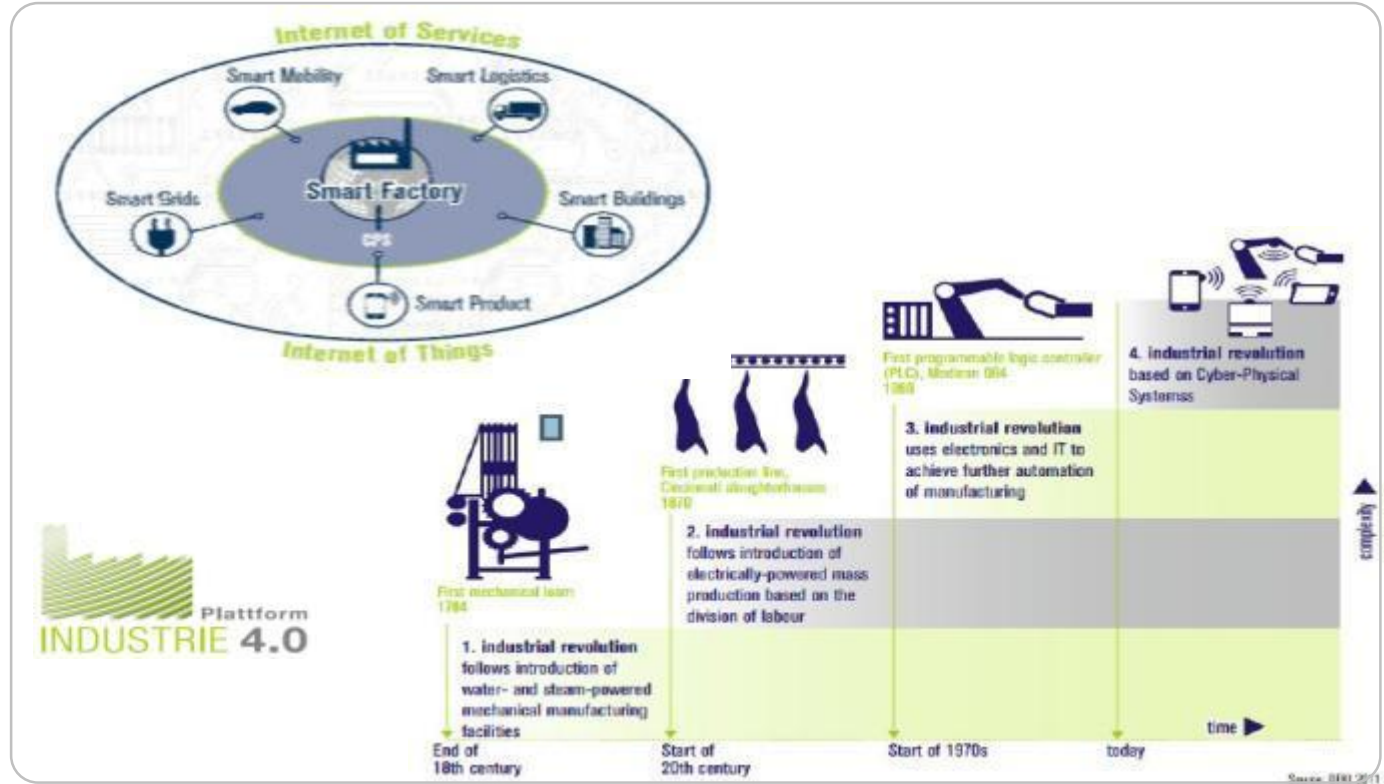 Internet of Services
Smart Mobility
Smart Logistics
Smart Factory
Smart Grids
Smart Buildings
CPS
Smart Product
Internet of Things
Plattform
INDUSTRIE 4.0
First mechanical loom
1784
1. industrial revolution
follows introduction of
water- and steam-powered
mechanical manufacturing
facilities
End of
18th century
First production line,
Cincinnati slaughterhouses
1870
2. industrial revolution
follows introduction of
electrically-powered mass
production based on the
division of labour
Start of
20th century
First programmable logic controller
(PLC), Modicon 084
1969
3. industrial revolution
uses electronics and IT to
achieve further automation
of manufacturing
Start of 1970s
4. industrial revolution
based on Cyber-Physical
Systemss
today
time
complexity
Source: